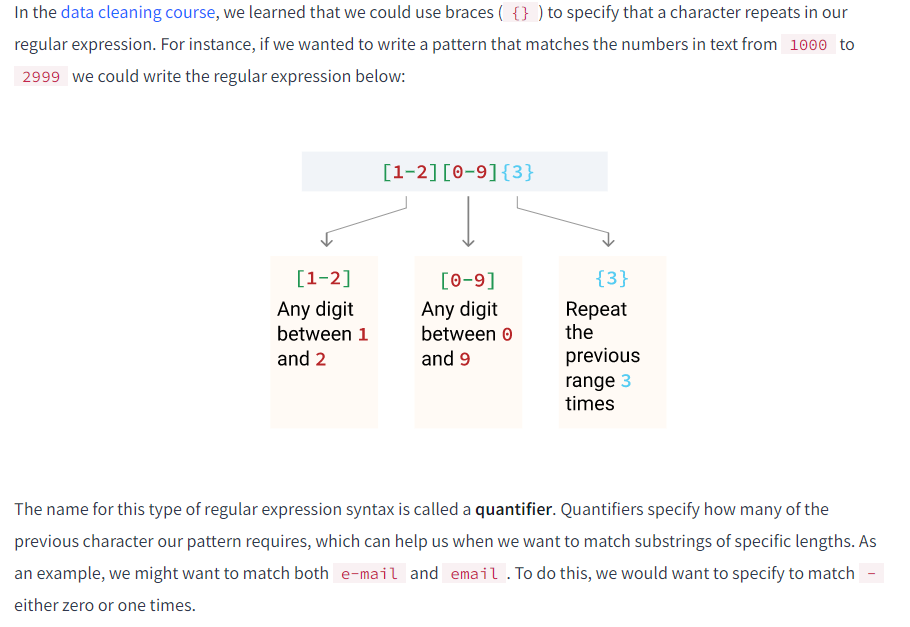 In the data cleaning course, we learned that we could use braces ( {} ) to specify that a character repeats in our
regular expression. For instance, if we wanted to write a pattern that matches the numbers in text from 1000 to
2999 we could write the regular expression below:
[1-2][0-9]{3}
[1-2]
Any digit
between 1
and 2
[0-9]
Any digit
between 0
and 9
{3}
Repeat
the
previous
range 3
times
The name for this type of regular expression syntax is called a quantifier. Quantifiers specify how many of the
previous character our pattern requires, which can help us when we want to match substrings of specific lengths. As
an example, we might want to match both e-mail and email . To do this, we would want to specify to match -
either zero or one times.